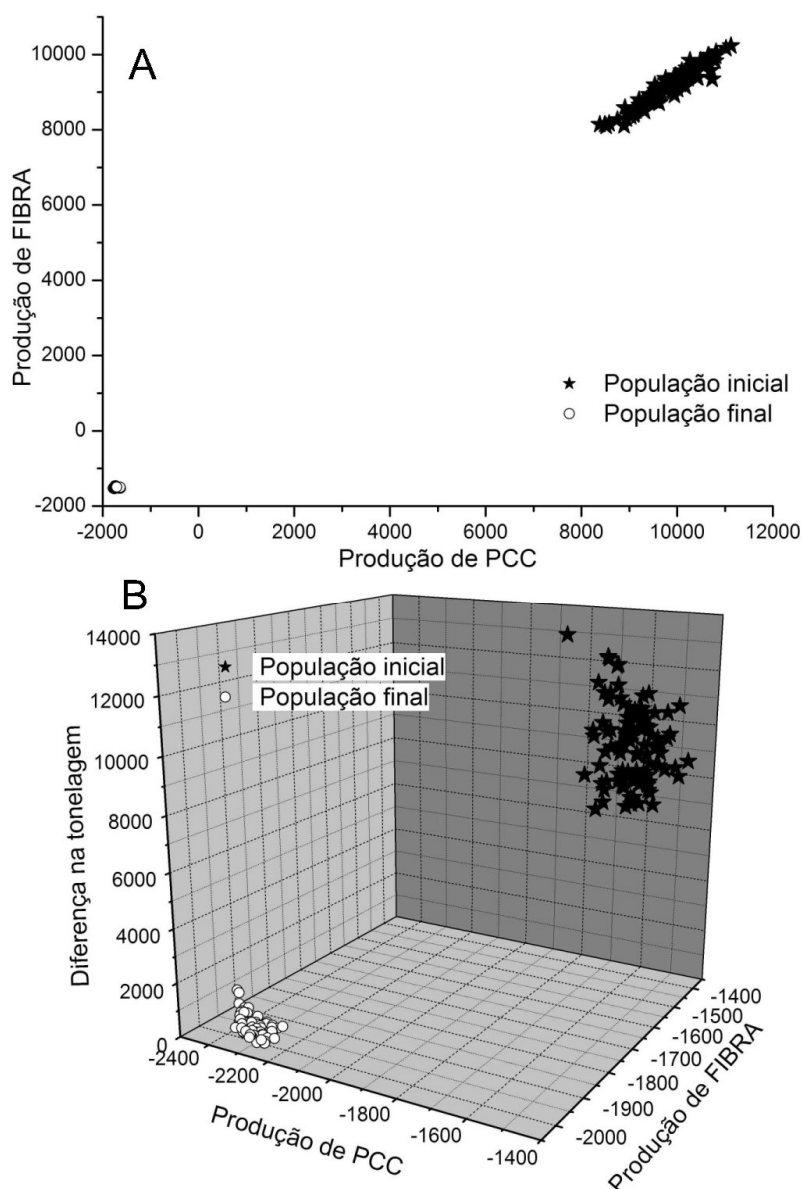 A
10000
8000
6000
4000
2000
0
-2000
Produção de FIBRA
População inicial
População final
-2000 0 2000 4000 6000 8000 10000 12000
Produção de PCC
B
14000
12000
10000
8000
6000
4000
2000
0
Diferença na tonelagem
População inicial
População final
-2400 -2200 -2000 -1800 -1600 -1400
Produção de PCC
-1400
-1500
-1600
-1700
-1800
-1900
-2000
Produção de FIBRA